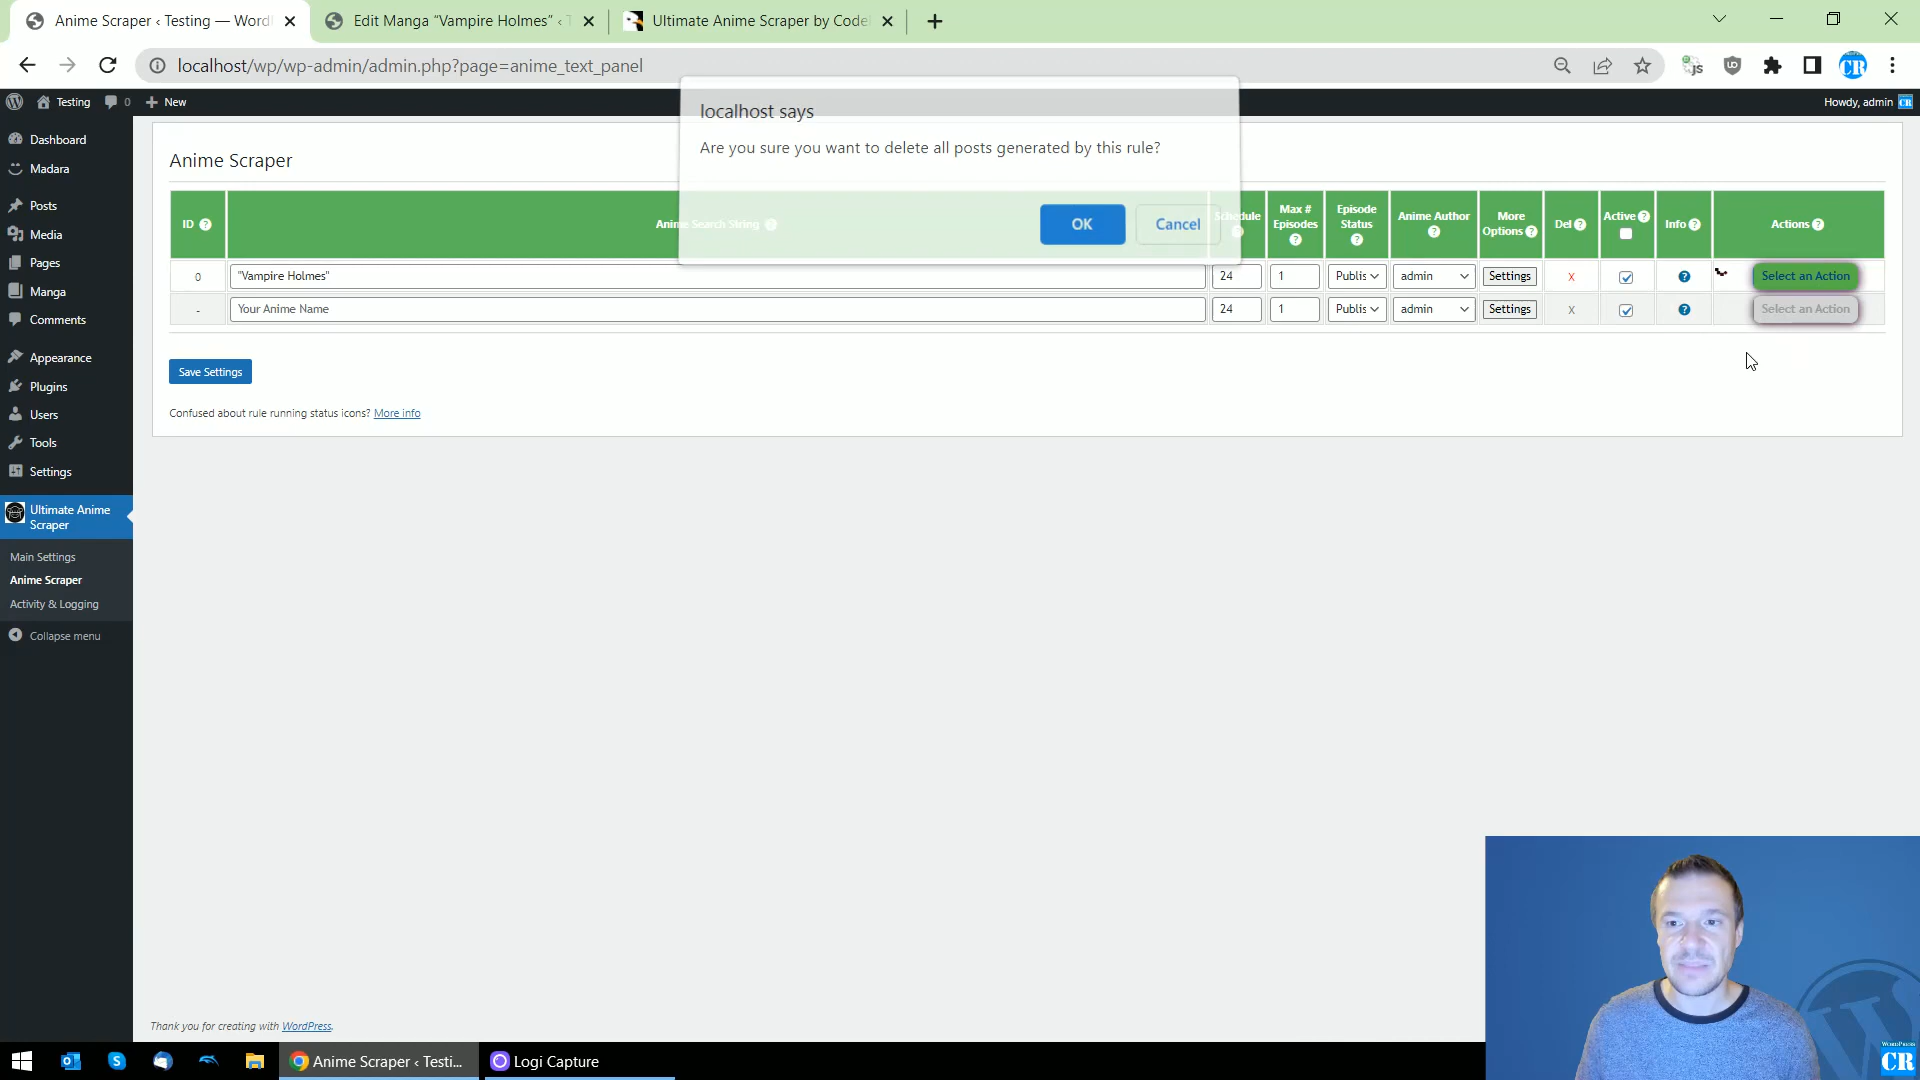 Anime Scraper ‹ Testing — Word
Edit Manga “Vampire Holmes” ‹ T
Ultimate Anime Scraper by Code
localhost/wp/wp-admin/admin.php?page=anime_text_panel
Testing
0
New
Howdy, admin
localhost says
Are you sure you want to delete all posts generated by this rule?
OK
Cancel
Dashboard
Madara
Posts
Media
Pages
Manga
Comments
Appearance
Plugins
Users
Tools
Settings
Ultimate Anime
Scraper
Main Settings
Anime Scraper
Activity & Logging
Collapse menu
Anime Scraper
ID
Anime Search String
Schedule
Max #
Episodes
Episode
Status
Anime Author
More
Options
Del
Active
Info
Actions
0
"Vampire Holmes"
24
1
Publis
admin
Settings
X
Select an Action
-
Your Anime Name
24
1
Publis
admin
Settings
X
Select an Action
Save Settings
Confused about rule running status icons? More info
Thank you for creating with WordPress.
Anime Scraper ‹ Testi...
Logi Capture
WORDPRESS
CR